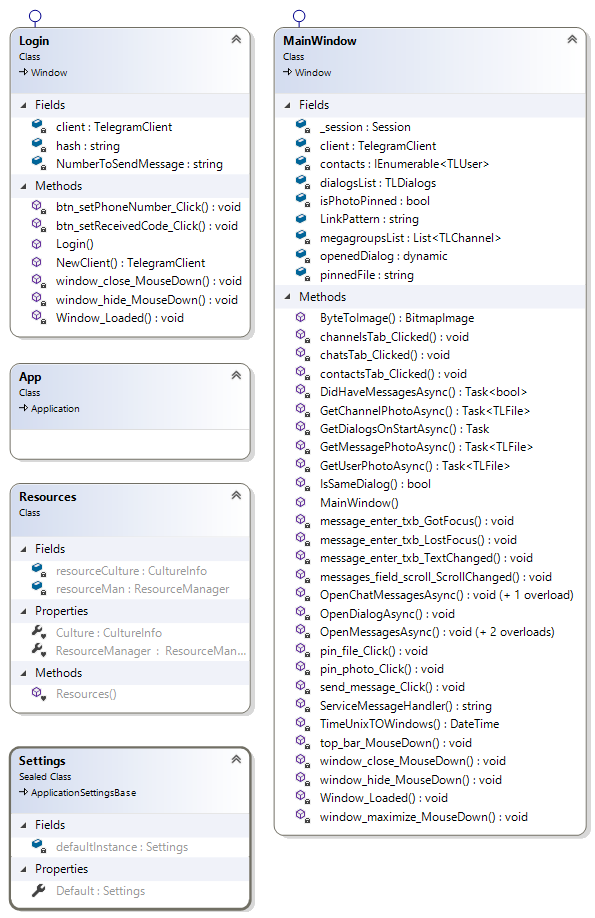 Login
Class
Window
Fields
client : TelegramClient
hash : string
NumberToSendMessage : string
Methods
btn_setPhoneNumber_Click() : void
btn_setReceivedCode_Click() : void
Login()
NewClient() : TelegramClient
window_close_MouseDown() : void
window_hide_MouseDown() : void
Window_Loaded() : void
App
Class
Application
Resources
Class
Fields
resourceCulture : CultureInfo
resourceMan : ResourceManager
Properties
Culture : CultureInfo
ResourceManager : ResourceMan...
Methods
Resources()
Settings
Sealed Class
ApplicationSettingsBase
Fields
defaultInstance : Settings
Properties
Default : Settings
MainWindow
Class
Window
Fields
_session : Session
client : TelegramClient
contacts : IEnumerable<TLUser>
dialogsList : TLDialogs
isPhotoPinned : bool
LinkPattern : string
megagroupsList : List<TLChannel>
openedDialog : dynamic
pinnedFile : string
Methods
ByteToImage() : BitmapImage
channelsTab_Clicked() : void
chatsTab_Clicked() : void
contactsTab_Clicked() : void
DidHaveMessagesAsync() : Task<bool>
GetChannelPhotoAsync() : Task<TLFile>
GetDialogsOnStartAsync() : Task
GetMessagePhotoAsync() : Task<TLFile>
GetUserPhotoAsync() : Task<TLFile>
IsSameDialog() : bool
MainWindow()
message_enter_txb_GotFocus() : void
message_enter_txb_LostFocus() : void
message_enter_txb_TextChanged() : void
messages_field_scroll_ScrollChanged() : void
OpenChatMessagesAsync() : void (+ 1 overload)
OpenDialogAsync() : void
OpenMessagesAsync() : void (+ 2 overloads)
pin_file_Click() : void
pin_photo_Click() : void
send_message_Click() : void
ServiceMessageHandler() : string
TimeUnixTOWindows() : DateTime
top_bar_MouseDown() : void
window_close_MouseDown() : void
window_hide_MouseDown() : void
Window_Loaded() : void
window_maximize_MouseDown() : void